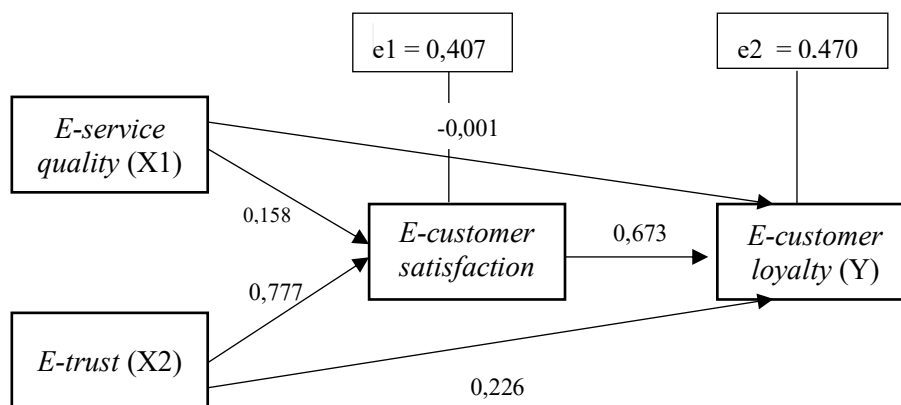 e1 = 0,407
e2 = 0,470
E-service
quality (X1)
-0,001
0,158
E-customer
satisfaction
0,673
E-customer
loyalty (Y)
0,777
E-trust (X2)
0,226